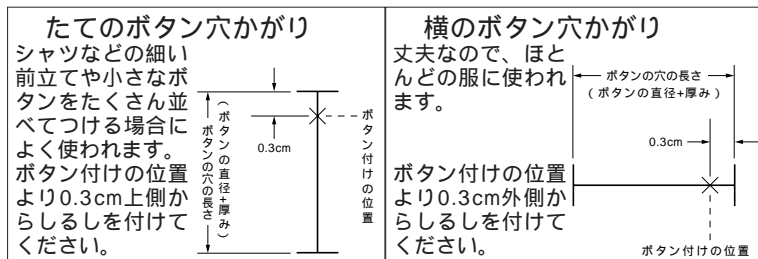 たてのボタン穴かがり
シャツなどの細い
前立てや小さなボ
タンをたくさん並
べてつける場合に
よく使われます。
ボタン付けの位置
より0.3cm上側か
らしるしを付けて
ください。
ボタンの穴の長さ
(ボタンの直径+厚み)
0.3cm
ボタン付けの位置
横のボタン穴かがり
丈夫なので、ほと
んどの服に使われ
ます。
ボタン付けの位置
より0.3cm外側か
らしるしを付けて
ください。
ボタンの穴の長さ
(ボタンの直径+厚み)
0.3cm
ボタン付けの位置